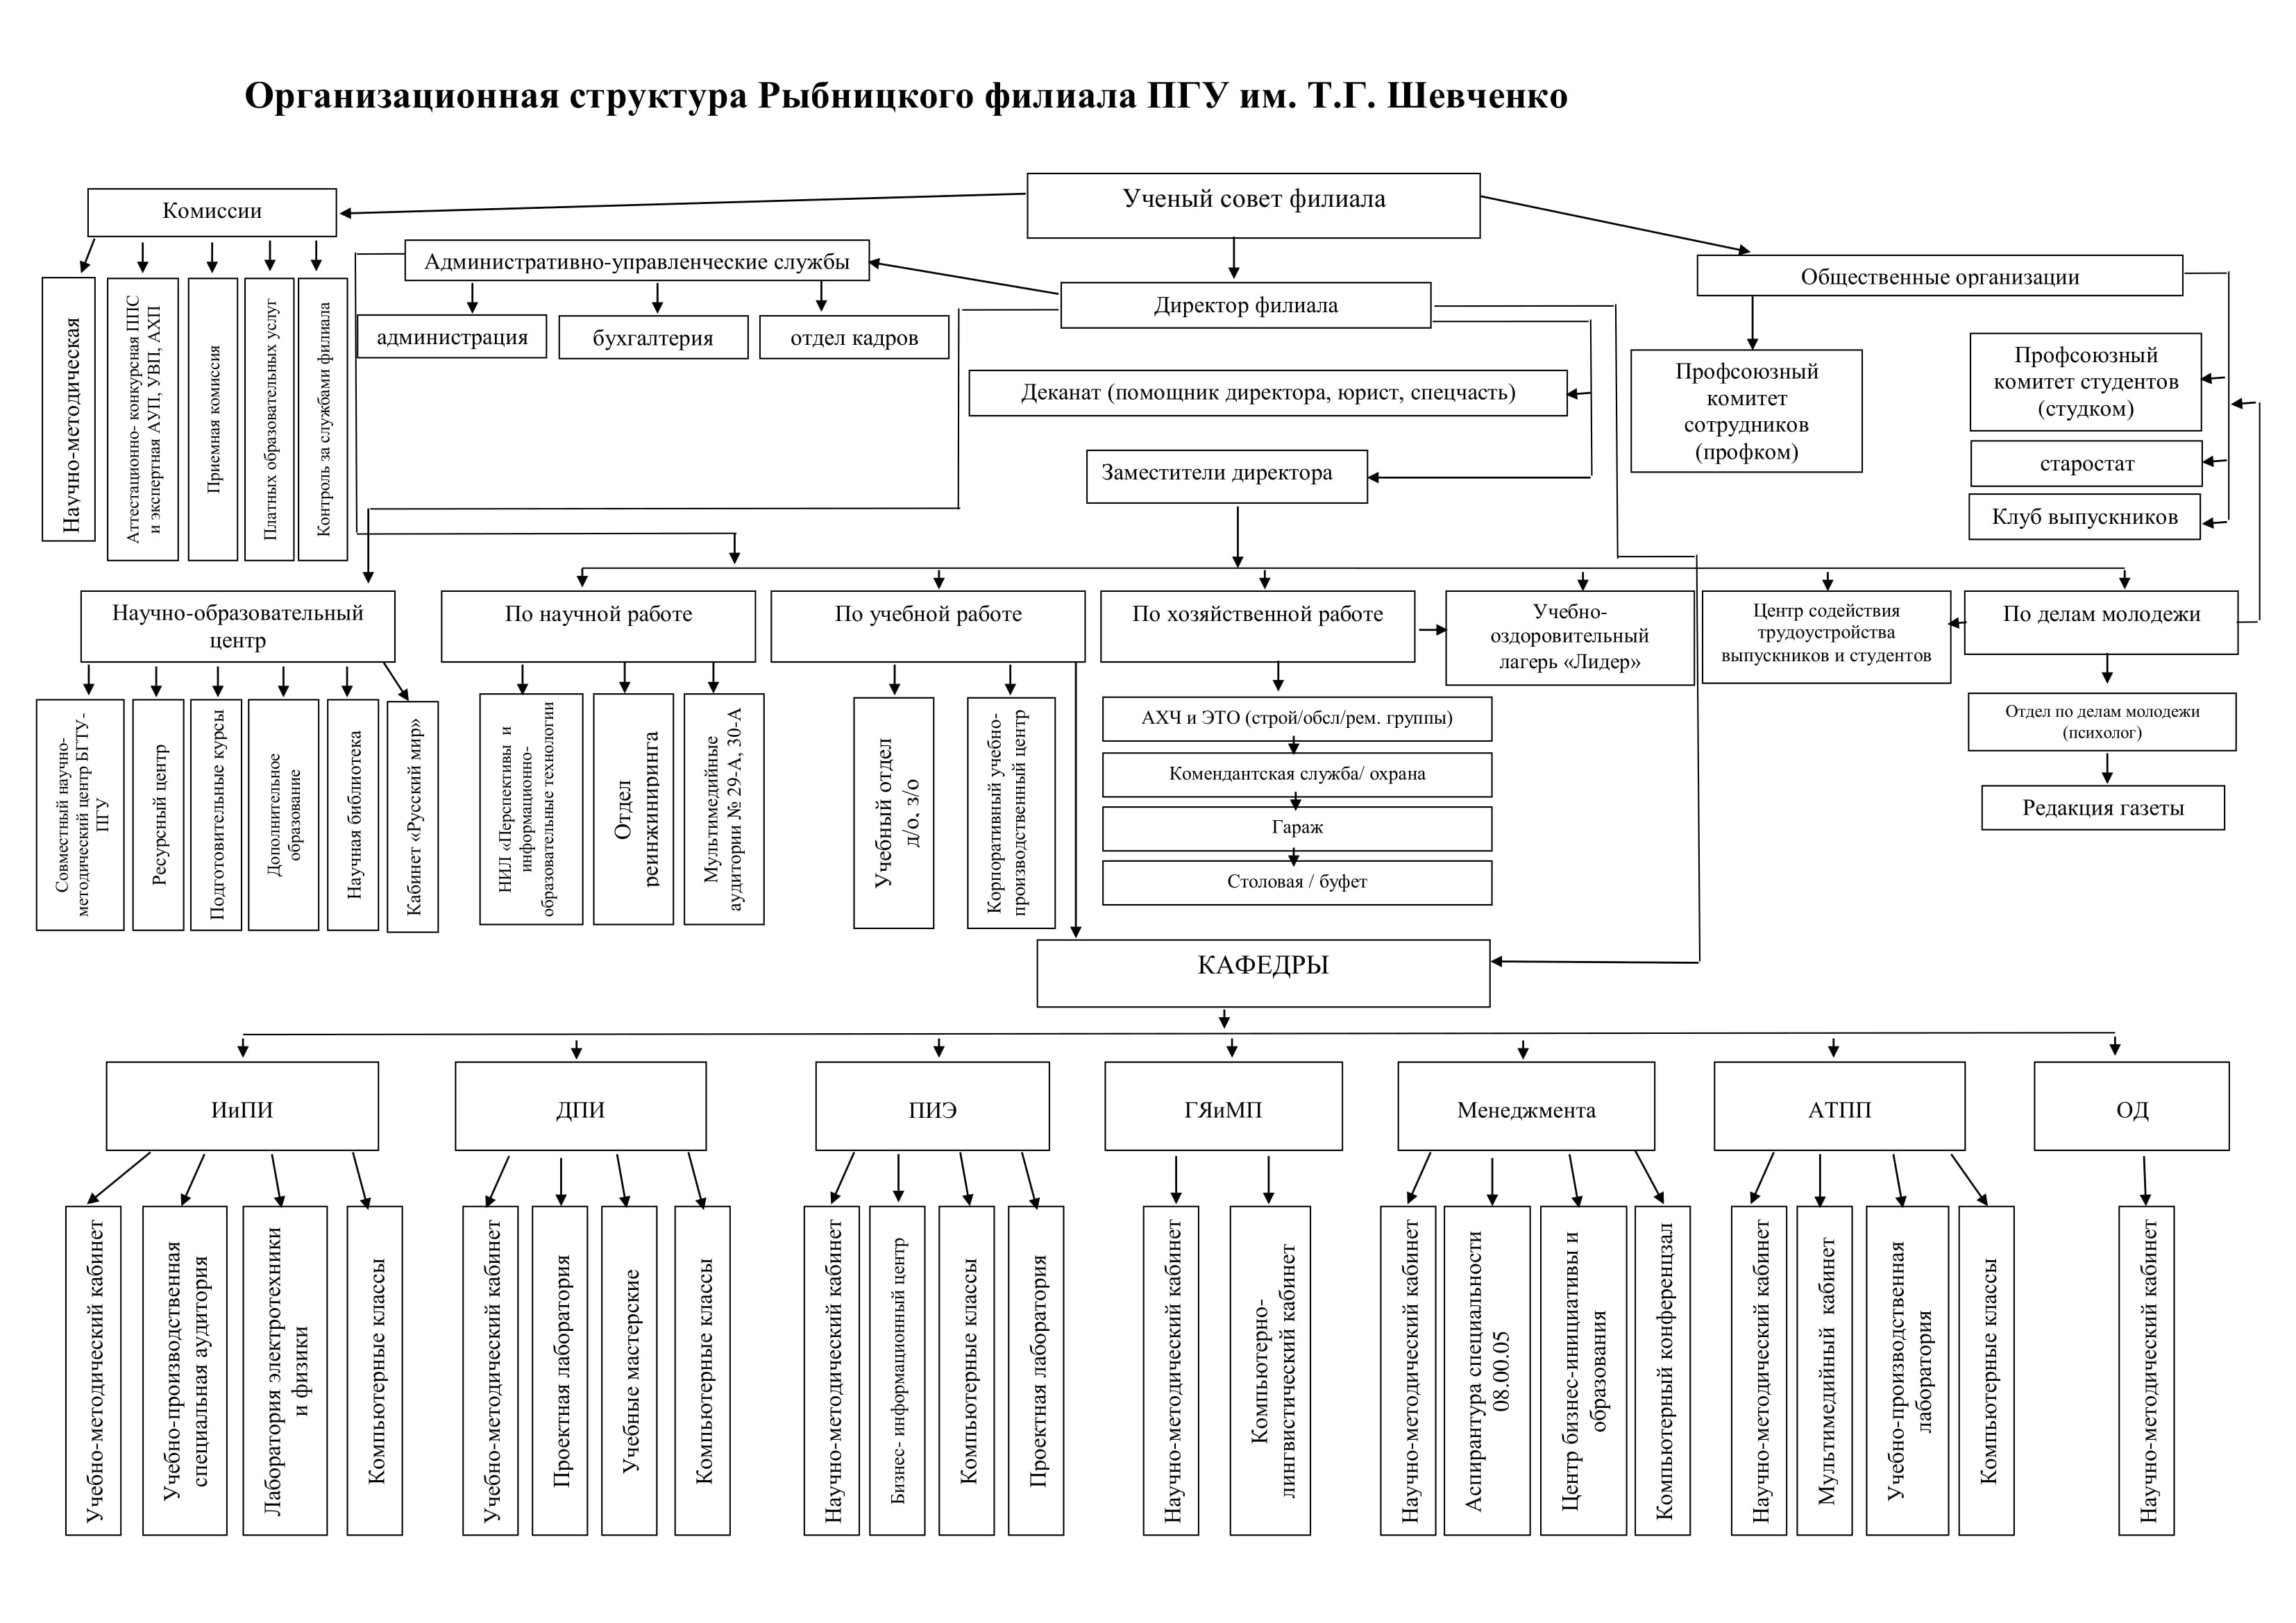 Организационная структура Рыбницкого филиала ПГУ им. Т.Г. Шевченко
Ученый совет филиала
Комиссии
Административно-управленческие службы
Общественные организации
Директор филиала
администрация
бухгалтерия
отдел кадров
Научно-методическая
Аттестационно- конкурсная ППС
и экспертная АУП, УВП, АХП
Приемная комиссия
Платных образовательных услуг
Контроль за службами филиала
Деканат (помощник директора, юрист, спецчасть)
Заместители директора
Профсоюзный
комитет
сотрудников
(профком)
Профсоюзный
комитет студентов
(студком)
старостат
Клуб выпускников
Научно-образовательный
центр
По научной работе
По учебной работе
По хозяйственной работе
Учебно-
оздоровительный
лагерь «Лидер»
Центр содействия
трудоустройства
выпускников и студентов
По делам молодежи
Совместный научно-
методический центр БГТУ-
ПГУ
Ресурсный центр
Подготовительные курсы
Дополнительное
образование
Научная библиотека
Кабинет «Русский мир»
НИЛ «Перспективы и
информационно-
образовательные технологии
Отдел
реинжиниринга
Мультимедийные
аудитории № 29-А, 30-А
Учебный отдел
д/о, з/о
Корпоративный учебно-
производственный центр
АХЧ и ЭТО (строй/обсл/рем. группы)
Комендантская служба/ охрана
Гараж
Столовая / буфет
Отдел по делам молодежи
(психолог)
Редакция газеты
КАФЕДРЫ
ИиПИ
ДПИ
ПИЭ
ГЯиМП
Менеджмента
АТПП
ОД
Учебно-методический кабинет
Учебно-производственная
специальная аудитория
Лаборатория электротехники
и физики
Компьютерные классы
Учебно-методический кабинет
Проектная лаборатория
Учебные мастерские
Компьютерные классы
Научно-методический кабинет
Бизнес- информационный центр
Компьютерные классы
Проектная лаборатория
Научно-методический кабинет
Компьютерно-
лингвистический кабинет
Научно-методический кабинет
Аспирантура специальности
08.00.05
Центр бизнес-инициативы и
образования
Компьютерный конференцзал
Научно-методический кабинет
Мультимедийный кабинет
Учебно-производственная
лаборатория
Компьютерные классы
Научно-методический кабинет